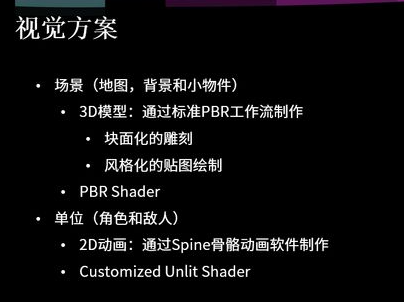 视觉方案
• 场景（地图，背景和小物件）
• 3D模型：通过标准PBR工作流制作
• 块面化的雕刻
• 风格化的贴图绘制
• PBR Shader
• 单位（角色和敌人）
• 2D动画：通过Spine骨骼动画软件制作
• Customized Unlit Shader